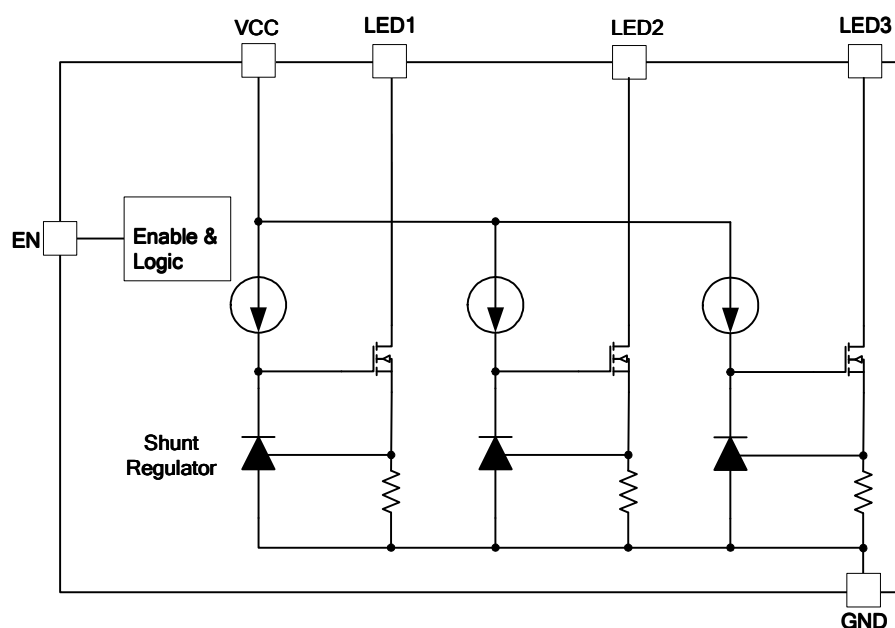 VCC
LED1
LED2
LED3
EN
Enable &
Logic
Shunt
Regulator
GND